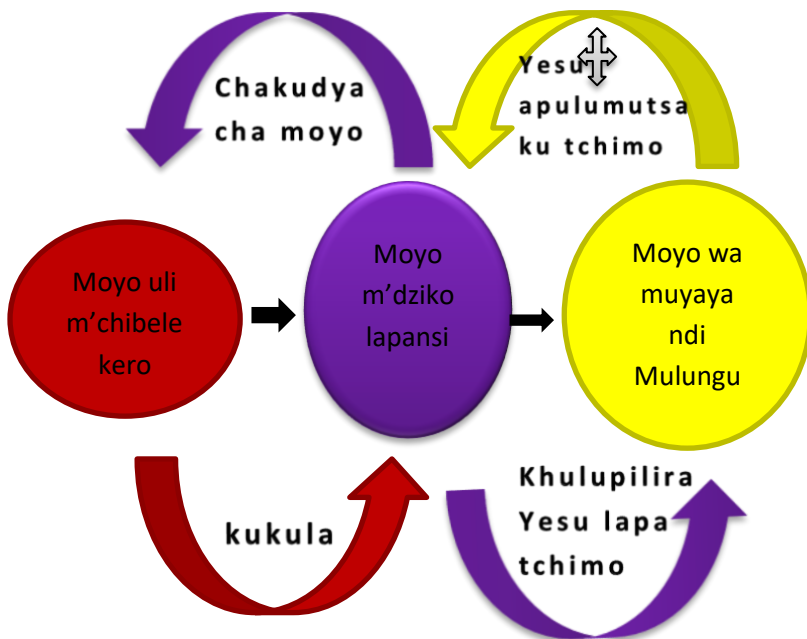 Chakudya
cha moyo
Yesu
apulumutsa
ku tchimo
Moyo uli
m'chibele
kero
Moyo
m'dziko
lapansi
Moyo wa
muyaya
ndi
Mulungu
kukula
Khulupilira
Yesu lapa
tchimo